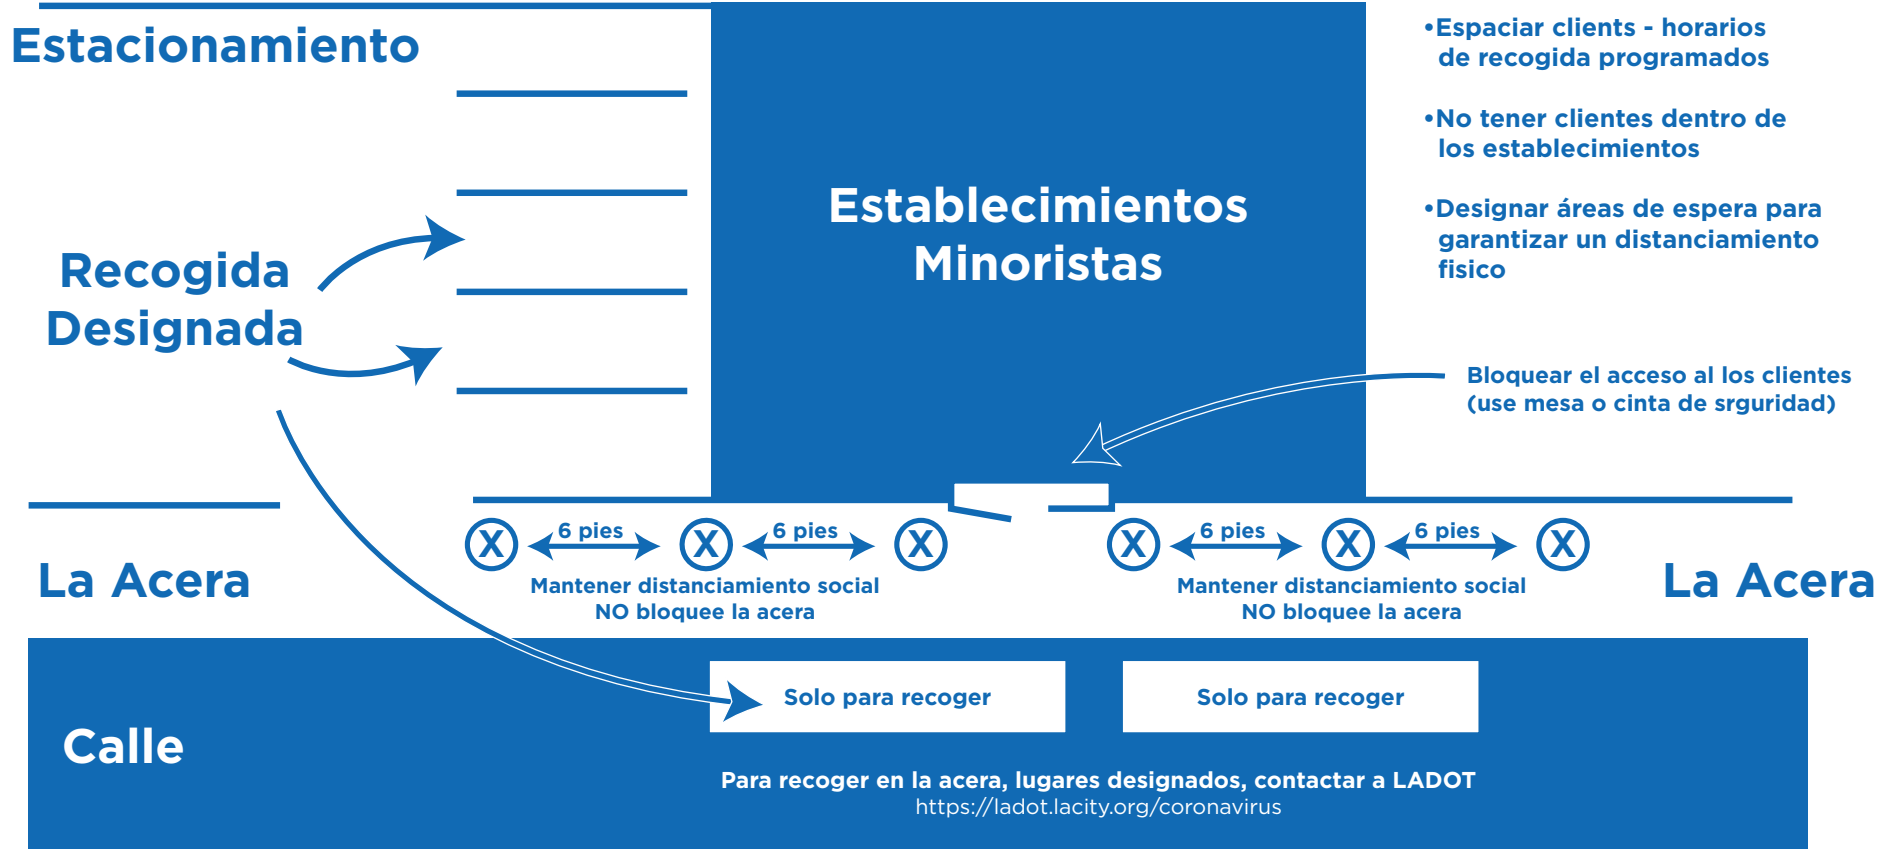 Estacionamiento
Recogida
Designada
Establecimientos
Minoristas
•Espaciar clients - horarios
de recogida programados
•No tener clientes dentro de
los establecimientos
•Designar áreas de espera para
garantizar un distanciamiento
fisico
Bloquear el acceso al los clientes
(use mesa o cinta de srguridad)
X
6 pies
X
6 pies
X
X
6 pies
X
6 pies
X
La Acera
Mantener distanciamiento social
NO bloquee la acera
Mantener distanciamiento social
NO bloquee la acera
La Acera
Calle
Solo para recoger
Solo para recoger
Para recoger en la acera, lugares designados, contactar a LADOT
https://ladot.lacity.org/coronavirus